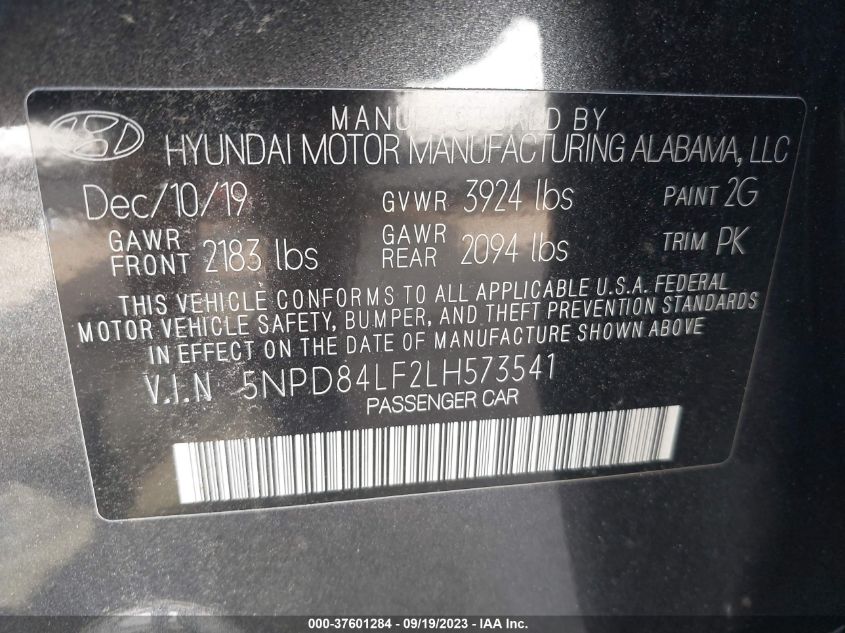 MANUFACTURED BY
HYUNDAI MOTOR MANUFACTURING ALABAMA, LLC
Dec/10/19 GVWR 3924 lbs PAINT 2G
GAWR FRONT 2183 lbs GAWR REAR 2094 lbs TRIM PK
THIS VEHICLE CONFORMS TO ALL APPLICABLE U.S.A. FEDERAL
MOTOR VEHICLE SAFETY, BUMPER, AND THEFT PREVENTION STANDARDS
IN EFFECT ON THE DATE OF MANUFACTURE SHOWN ABOVE
V.I.N 5NPD84LF2LH573541
PASSENGER CAR
000-37601284 - 09/19/2023 - IAA Inc.